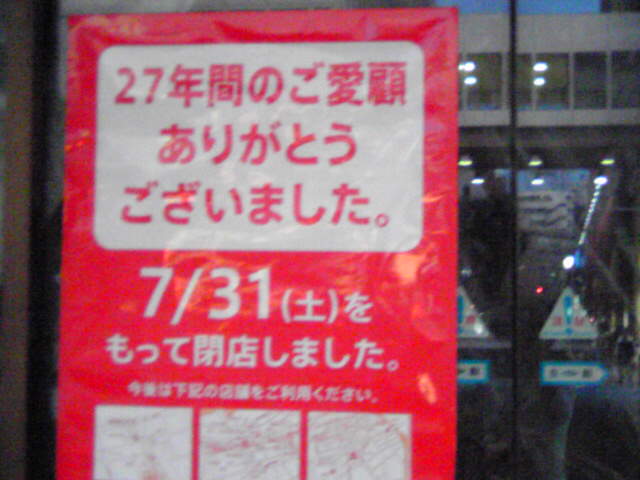 27年間のご愛顧
ありがとう
ございました。
7/31(土)を
もって閉店しました。
今後は下記の店舗をご利用ください。